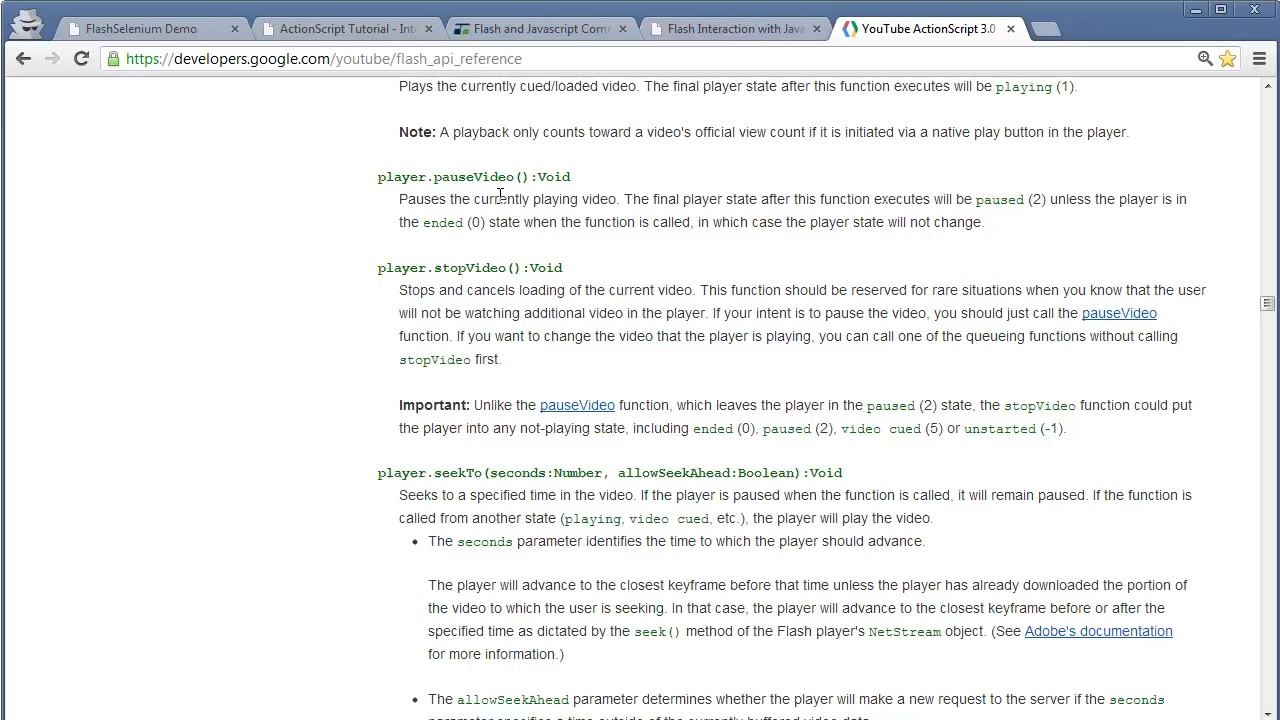 FlashSelenium Demo
ActionScript Tutorial - Int
Flash and Javascript Com
Flash Interaction with Java
YouTube ActionScript 3.0
https://developers.google.com/youtube/flash_api_reference
Plays the currently cued/loaded video. The final player state after this function executes will be playing (1).
Note: A playback only counts toward a video's official view count if it is initiated via a native play button in the player.
player.pauseVideo():Void
Pauses the currently playing video. The final player state after this function executes will be paused (2) unless the player is in
the ended (0) state when the function is called, in which case the player state will not change.
player.stopVideo():Void
Stops and cancels loading of the current video. This function should be reserved for rare situations when you know that the user
will not be watching additional video in the player. If your intent is to pause the video, you should just call the pauseVideo
function. If you want to change the video that the player is playing, you can call one of the queueing functions without calling
stopVideo first.
Important: Unlike the pauseVideo function, which leaves the player in the paused (2) state, the stopVideo function could put
the player into any not-playing state, including ended (0), paused (2), video cued (5) or unstarted (-1).
player.seekTo(seconds:Number, allowSeekAhead:Boolean):Void
Seeks to a specified time in the video. If the player is paused when the function is called, it will remain paused. If the function is
called from another state (playing, video cued, etc.), the player will play the video.
• The seconds parameter identifies the time to which the player should advance.
The player will advance to the closest keyframe before that time unless the player has already downloaded the portion of
the video to which the user is seeking. In that case, the player will advance to the closest keyframe before or after the
specified time as dictated by the seek() method of the Flash player's NetStream object. (See Adobe's documentation
for more information.)
• The allowSeekAhead parameter determines whether the player will make a new request to the server if the seconds
parameter specifies a time outside of the currently buffered video data.